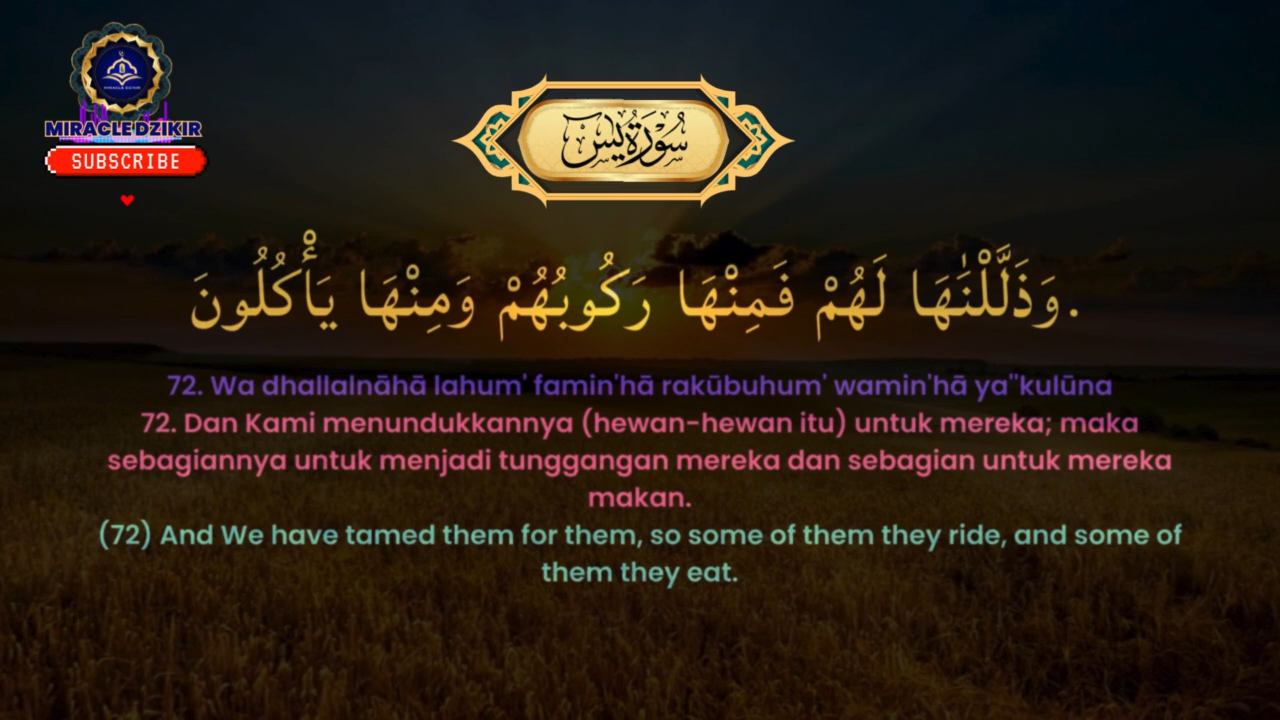 MIRACLE DZIKIR
SUBSCRIBE
سُوْرَةُ يٰسٓ
وَذَلَّلْنٰهَا لَهُمْ فَمِنْهَا رَكُوبُهُمْ وَمِنْهَا يَأْكُلُونَ.
72. Wa dhallalnāhā lahum' famin'hā rakūbuhum' wamin'hā ya"kulūna
72. Dan Kami menundukkannya (hewan-hewan itu) untuk mereka; maka
sebagiannya untuk menjadi tunggangan mereka dan sebagian untuk mereka
makan.
(72) And We have tamed them for them, so some of them they ride, and some of
them they eat.